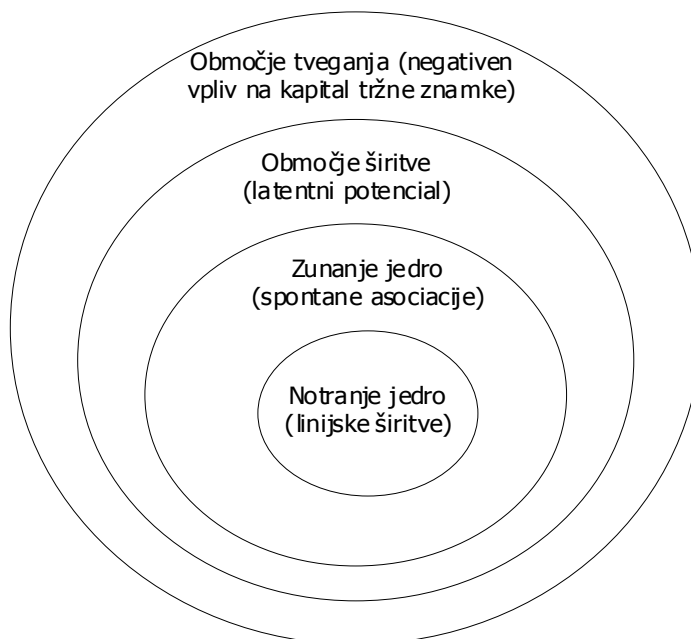 Območje tveganja (negativen
vpliv na kapital tržne znamke)
Območje širitve
(latentni potencial)
Zunanje jedro
(spontane asociacije)
Notranje jedro
(linijske širitve)